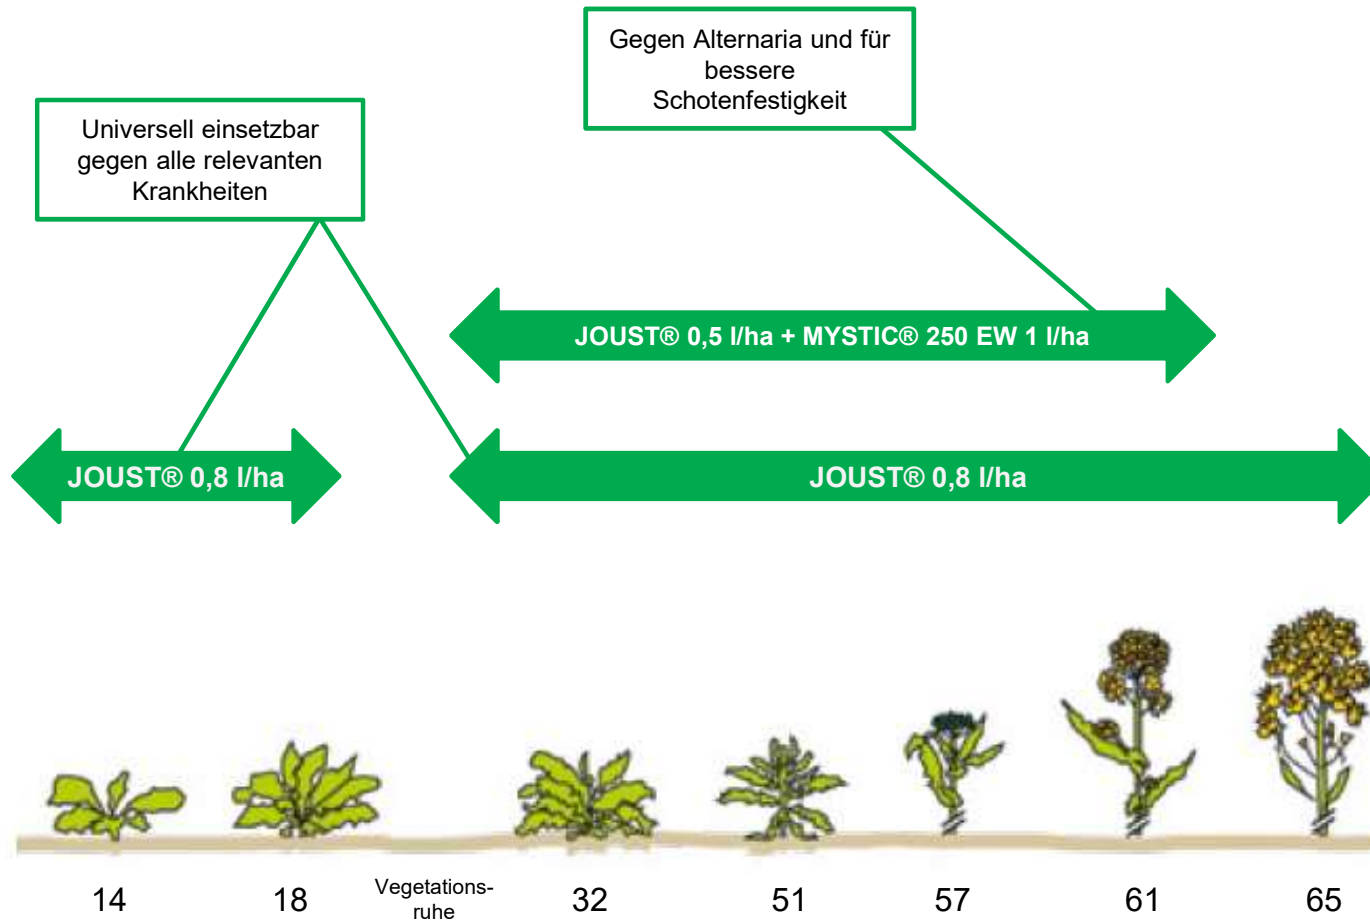 Gegen Alternaria und für
bessere
Schotenfestigkeit
Universell einsetzbar
gegen alle relevanten
Krankheiten
JOUST® 0,5 l/ha + MYSTIC® 250 EW 1 l/ha
JOUST® 0,8 l/ha
JOUST® 0,8 l/ha
14
18
Vegetations-
ruhe
32
51
57
61
65